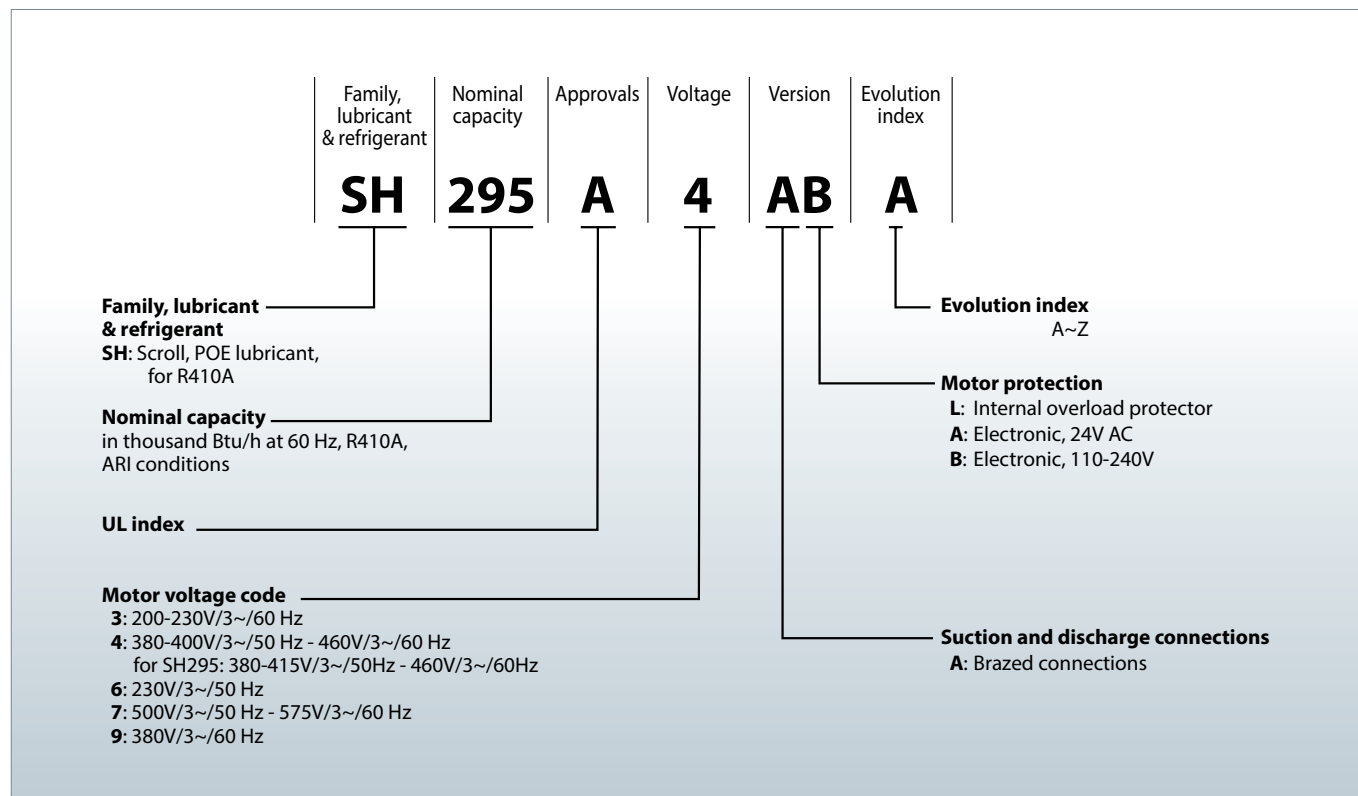 Family,
lubricant
& refrigerant
Nominal
capacity
Approvals
Voltage
Version
Evolution
index
SH 295 A 4 AB A
Family, lubricant
& refrigerant
SH: Scroll, POE lubricant,
for R410A
Nominal capacity
in thousand Btu/h at 60 Hz, R410A,
ARI conditions
UL index
Motor voltage code
3: 200-230V/3~/60 Hz
4: 380-400V/3~/50 Hz - 460V/3~/60 Hz
for SH295: 380-415V/3~/50Hz - 460V/3~/60Hz
6: 230V/3~/50 Hz
7: 500V/3~/50 Hz - 575V/3~/60 Hz
9: 380V/3~/60 Hz
Evolution index
A~Z
Motor protection
L: Internal overload protector
A: Electronic, 24V AC
B: Electronic, 110-240V
Suction and discharge connections
A: Brazed connections